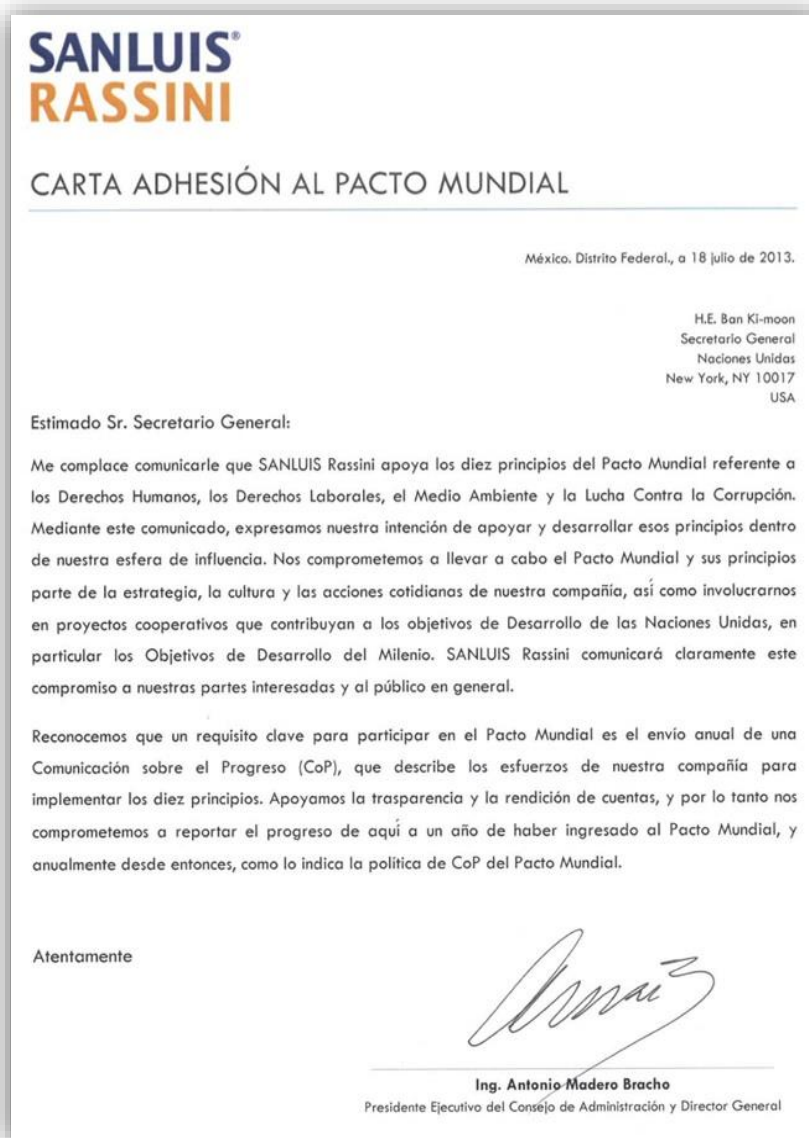 SANLUIS®
RASSINI
CARTA ADHESIÓN AL PACTO MUNDIAL
México. Distrito Federal., a 18 julio de 2013.
H.E. Ban Ki-moon
Secretario General
Naciones Unidas
New York, NY 10017
USA
Estimado Sr. Secretario General:
Me complace comunicarle que SANLUIS Rassini apoya los diez principios del Pacto Mundial referente a
los Derechos Humanos, los Derechos Laborales, el Medio Ambiente y la Lucha Contra la Corrupción.
Mediante este comunicado, expresamos nuestra intención de apoyar y desarrollar esos principios dentro
de nuestra esfera de influencia. Nos comprometemos a llevar a cabo el Pacto Mundial y sus principios
parte de la estrategia, la cultura y las acciones cotidianas de nuestra compañía, así como involucrarnos
en proyectos cooperativos que contribuyan a los objetivos de Desarrollo de las Naciones Unidas, en
particular los Objetivos de Desarrollo del Milenio. SANLUIS Rassini comunicará claramente este
compromiso a nuestras partes interesadas y al público en general.
Reconocemos que un requisito clave para participar en el Pacto Mundial es el envío anual de una
Comunicación sobre el Progreso (CoP), que describe los esfuerzos de nuestra compañía para
implementar los diez principios. Apoyamos la trasparencia y la rendición de cuentas, y por lo tanto nos
comprometemos a reportar el progreso de aquí a un año de haber ingresado al Pacto Mundial, y
anualmente desde entonces, como lo indica la política de CoP del Pacto Mundial.
Atentamente
Ing. Antonio Madero Bracho
Presidente Ejecutivo del Consejo de Administración y Director General